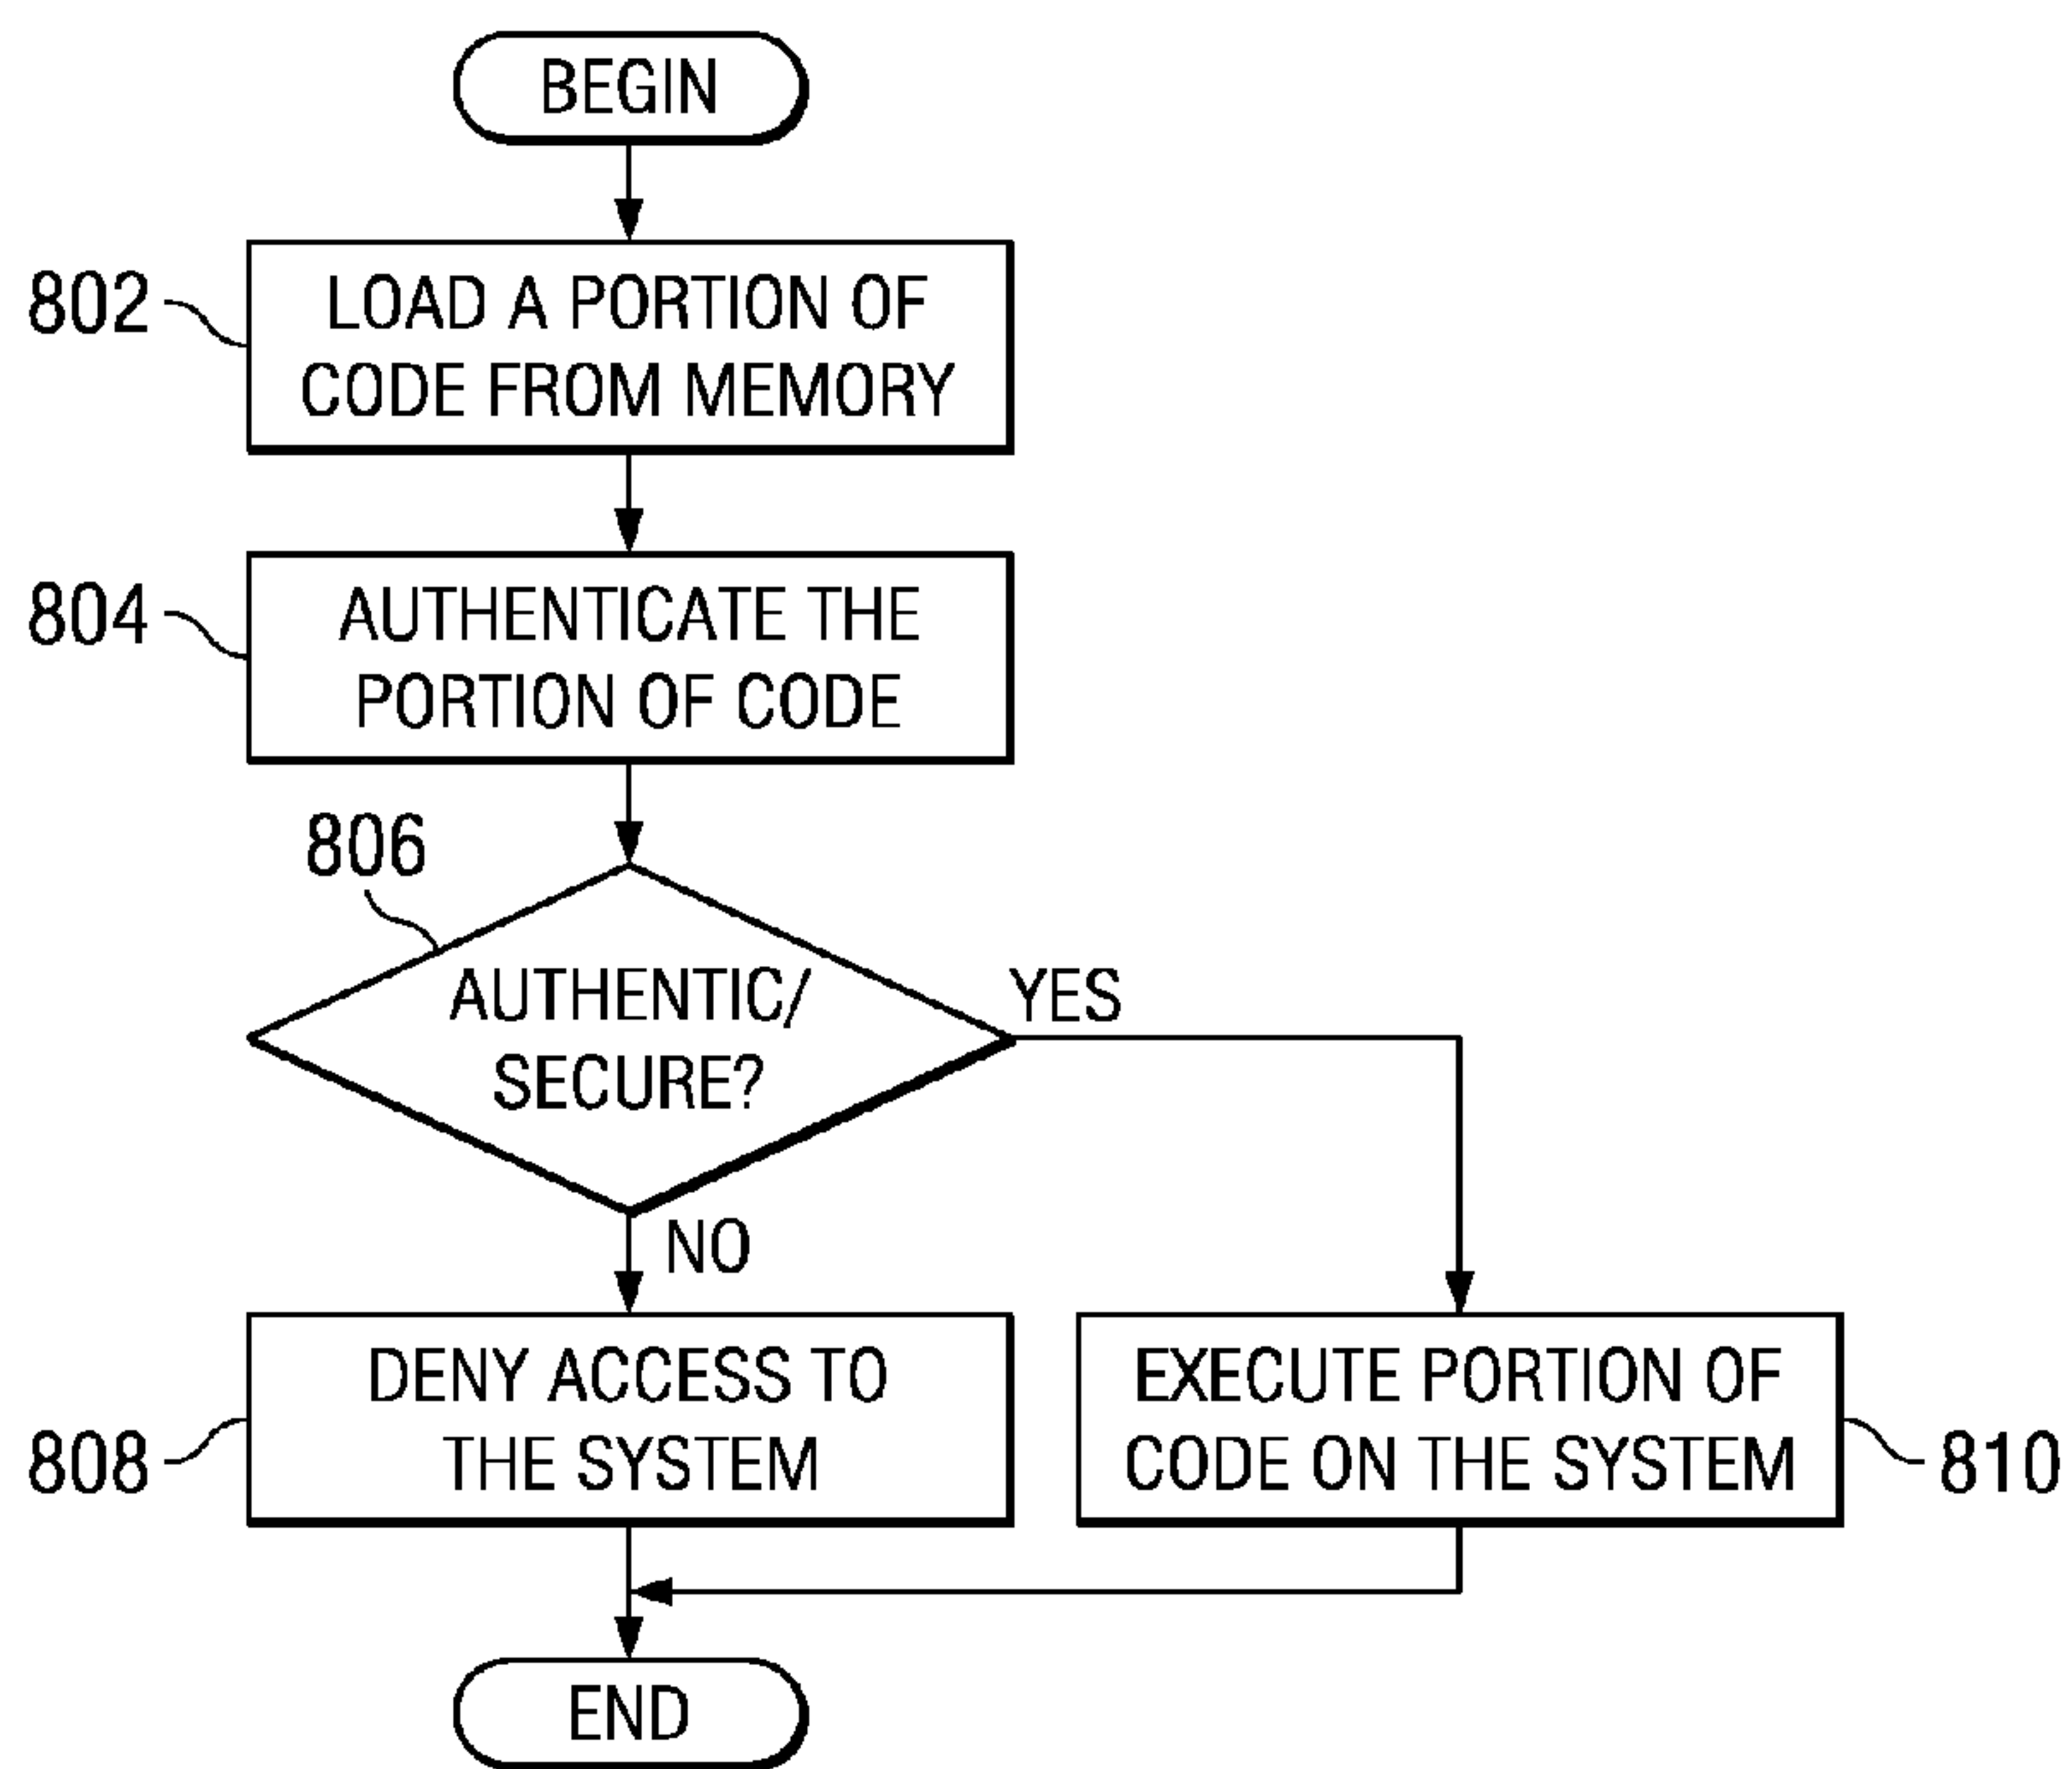 BEGIN
802
LOAD A PORTION OF
CODE FROM MEMORY
804
AUTHENTICATE THE
PORTION OF CODE
806
AUTHENTIC/
SECURE?
YES
NO
808
DENY ACCESS TO
THE SYSTEM
EXECUTE PORTION OF
CODE ON THE SYSTEM
810
END